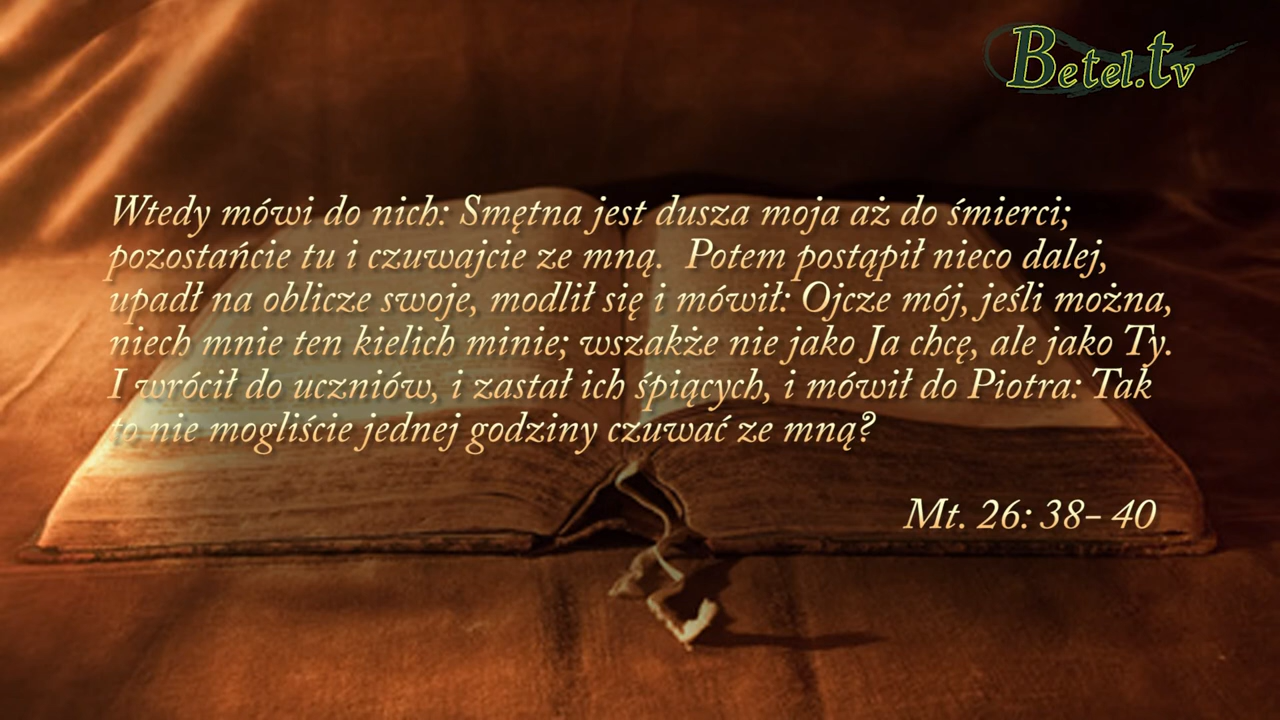 Betel.tv
Wtedy mówi do nich: Smętna jest dusza moja aż do śmierci;
pozostańcie tu i czuwajcie ze mną. Potem postąpił nieco dalej,
upadł na oblicze swoje, modlił się i mówił: Ojcze mój, jeśli można,
niech mnie ten kielich minie; wszakże nie jako Ja chcę, ale jako Ty.
I wrócił do uczniów, i zastał ich śpiących, i mówił do Piotra: Tak
to nie mogliście jednej godziny czuwać ze mną?
Mt. 26: 38- 40